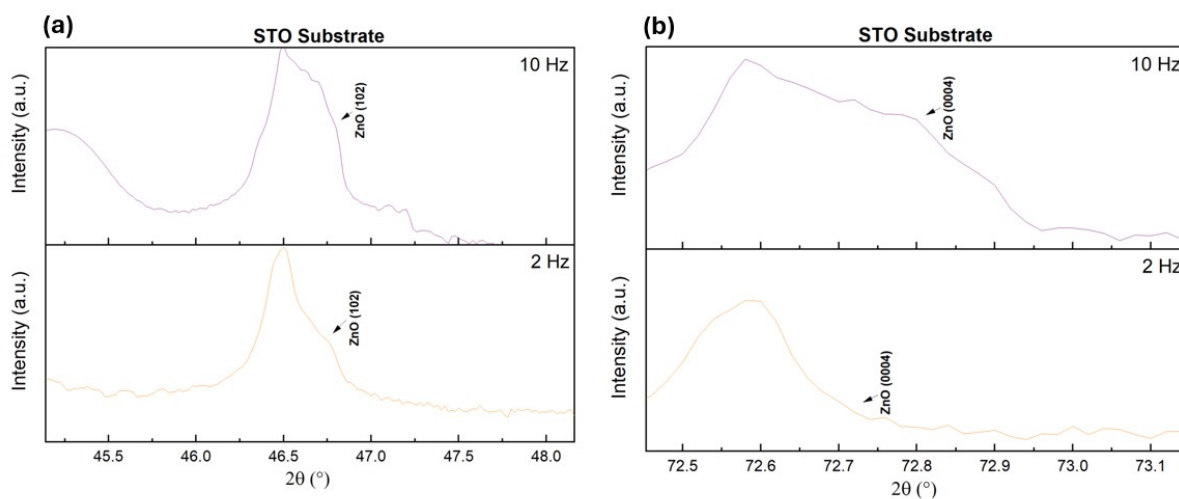 (a)
STO Substrate
10 Hz
ZnO (102)
Intensity (a.u.)
2 Hz
ZnO (102)
Intensity (a.u.)
45.5 46.0 46.5 47.0 47.5 48.0
2θ (°)
(b)
STO Substrate
10 Hz
ZnO (0004)
Intensity (a.u.)
2 Hz
ZnO (0004)
Intensity (a.u.)
72.5 72.6 72.7 72.8 72.9 73.0 73.1
2θ (°)